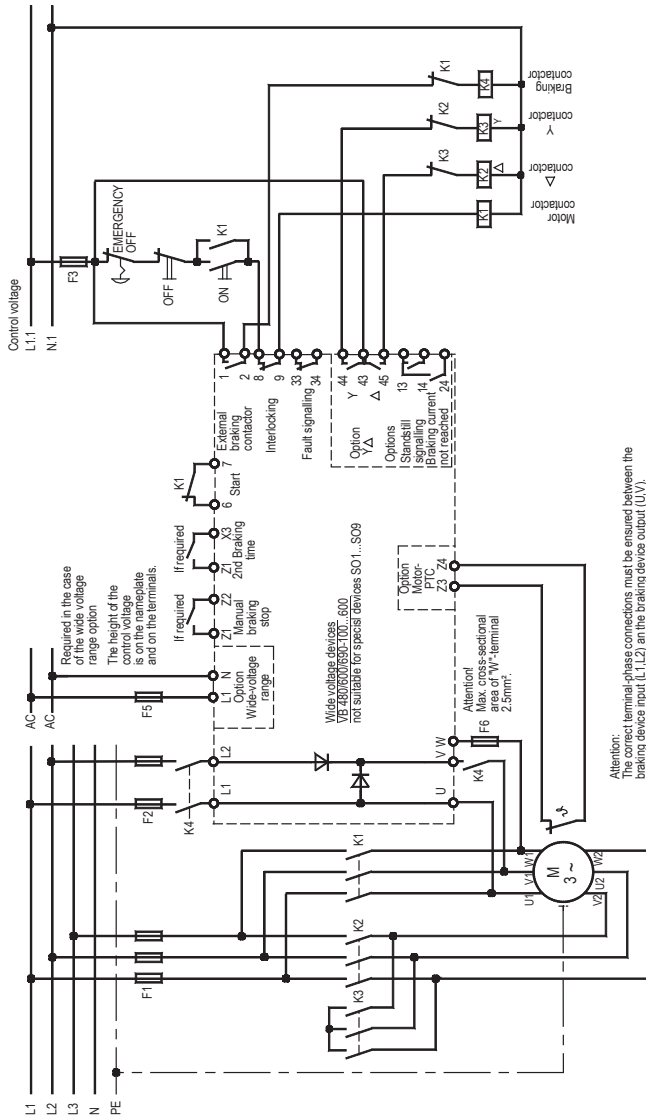 Control voltage
L1.1
N.1
F3
EMERGENCY
OFF
OFF
ON
K1
K1
K4
Braking
contactor
K2
K3
Y
Y
contactor
K3
K2
△
△
contactor
K1
Motor
contactor
1
2
8
9
33
34
44
43
45
13
14
24
External
braking
contactor
Interlocking
Fault signalling
Y
△
Option
Y△
Options
Standstill
signalling
Braking current
not reached
K1
6
7
Start
If required
Z1
X3
2nd Braking
time
If required
Z1
Z2
Manual
braking
stop
Required in the case
of the wide voltage
range option
The height of the
control voltage
is on the nameplate
and on the terminals.
AC
AC
F5
L1
N
Option
Wide-voltage
range
Wide voltage devices
VB 480/600/690-100...600
not suitable for special devices SO1...SO9
Option
Motor-
PTC
Z3
Z4
Attention!
Max. cross-sectional
area of "W"-terminal
2.5mm².
F6
F2
K4
L1
L2
U
V
W
K4
L1
L2
L3
N
PE
F1
K3
K2
K1
U1
V1
W1
M
3 ~
V2
U2
W2
ϑ
Attention:
The correct terminal-phase connections must be ensured between the
braking device input (L1,L2) an the braking device output (U,V).